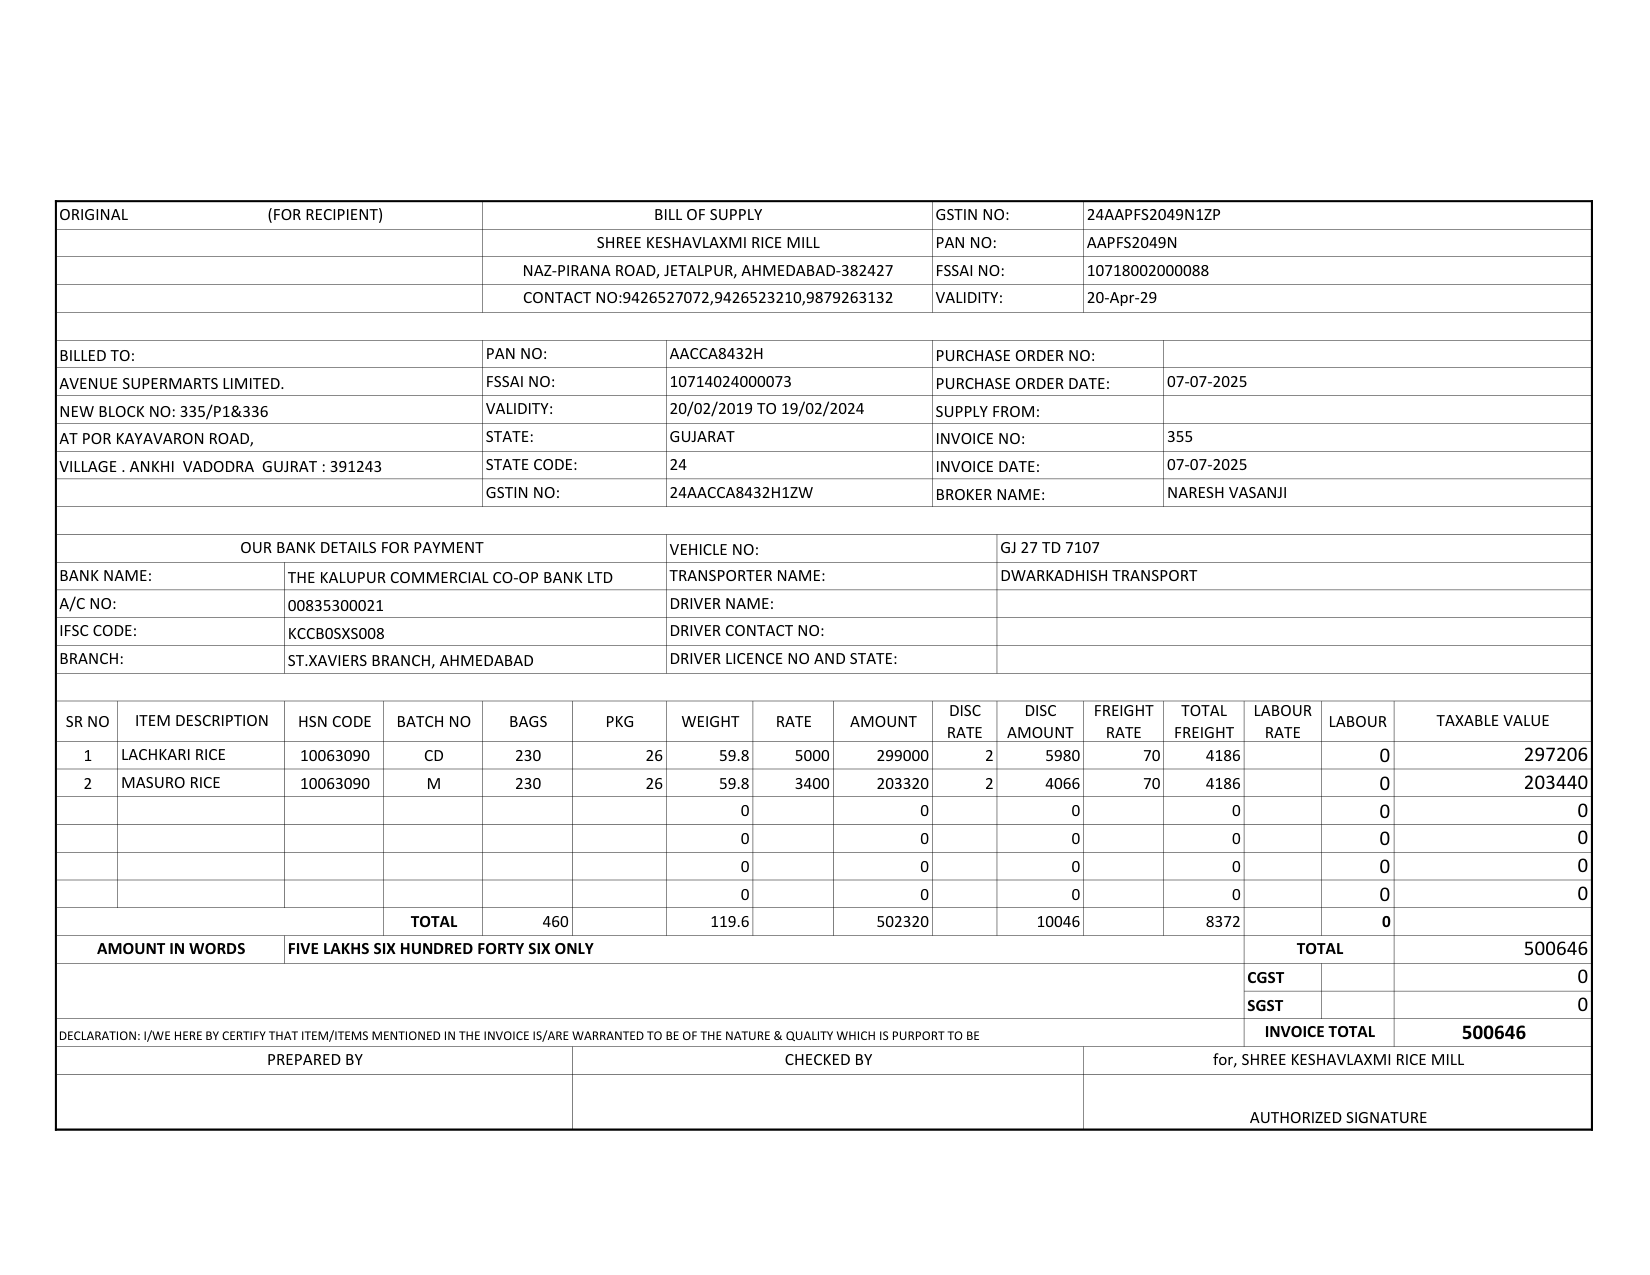 ORIGINAL (FOR RECIPIENT) BILL OF SUPPLY GSTIN NO: 24AAPFS2049N1ZP
SHREE KESHAVLAXMI RICE MILL PAN NO: AAPFS2049N
NAZ-PIRANA ROAD, JETALPUR, AHMEDABAD-382427 FSSAI NO: 10718002000088
CONTACT NO:9426527072,9426523210,9879263132 VALIDITY: 20-Apr-29
BILLED TO: PAN NO: AACCA8432H PURCHASE ORDER NO:
AVENUE SUPERMARTS LIMITED. FSSAI NO: 10714024000073 PURCHASE ORDER DATE: 07-07-2025
NEW BLOCK NO: 335/P1&336 VALIDITY: 20/02/2019 TO 19/02/2024 SUPPLY FROM:
AT POR KAYAVARON ROAD, STATE: GUJARAT INVOICE NO: 355
VILLAGE . ANKHI VADODRA GUJRAT : 391243 STATE CODE: 24 INVOICE DATE: 07-07-2025
GSTIN NO: 24AACCA8432H1ZW BROKER NAME: NARESH VASANJI
OUR BANK DETAILS FOR PAYMENT VEHICLE NO: GJ 27 TD 7107
BANK NAME: THE KALUPUR COMMERCIAL CO-OP BANK LTD TRANSPORTER NAME: DWARKADHISH TRANSPORT
A/C NO: 00835300021 DRIVER NAME:
IFSC CODE: KCCB0SXS008 DRIVER CONTACT NO:
BRANCH: ST.XAVIERS BRANCH, AHMEDABAD DRIVER LICENCE NO AND STATE:
SR NO ITEM DESCRIPTION HSN CODE BATCH NO BAGS PKG WEIGHT RATE AMOUNT DISC RATE DISC AMOUNT FREIGHT RATE TOTAL FREIGHT LABOUR RATE LABOUR TAXABLE VALUE
1 LACHKARI RICE 10063090 CD 230 26 59.8 5000 299000 2 5980 70 4186 0 297206
2 MASURO RICE 10063090 M 230 26 59.8 3400 203320 2 4066 70 4186 0 203440
0 0 0 0 0 0
0 0 0 0 0 0
0 0 0 0 0 0
0 0 0 0 0 0
TOTAL 460 119.6 502320 10046 8372 0
AMOUNT IN WORDS FIVE LAKHS SIX HUNDRED FORTY SIX ONLY TOTAL 500646
CGST 0
SGST 0
DECLARATION: I/WE HERE BY CERTIFY THAT ITEM/ITEMS MENTIONED IN THE INVOICE IS/ARE WARRANTED TO BE OF THE NATURE & QUALITY WHICH IS PURPORT TO BE INVOICE TOTAL 500646
PREPARED BY CHECKED BY for, SHREE KESHAVLAXMI RICE MILL
AUTHORIZED SIGNATURE